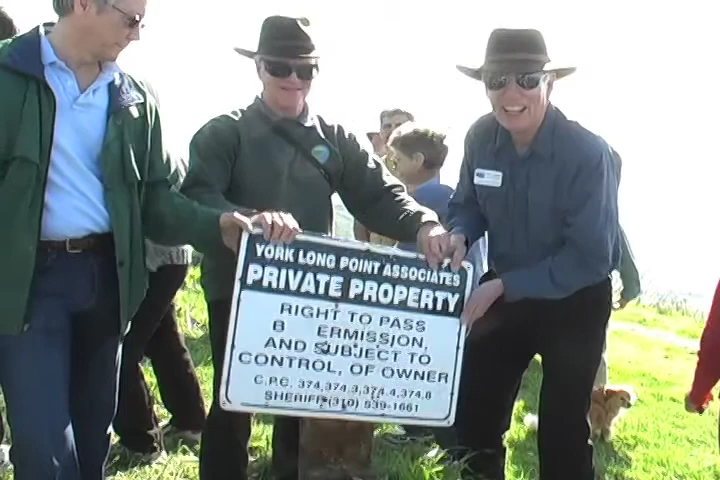 YORK LONG POINT ASSOCIATES
PRIVATE PROPERTY
RIGHT TO PASS
B ERMISSION,
AND SUBJECT TO
CONTROL, OF OWNER
C.P.C. 374,374.3,374.4,374.8
SHERIFF (310) 539-1661